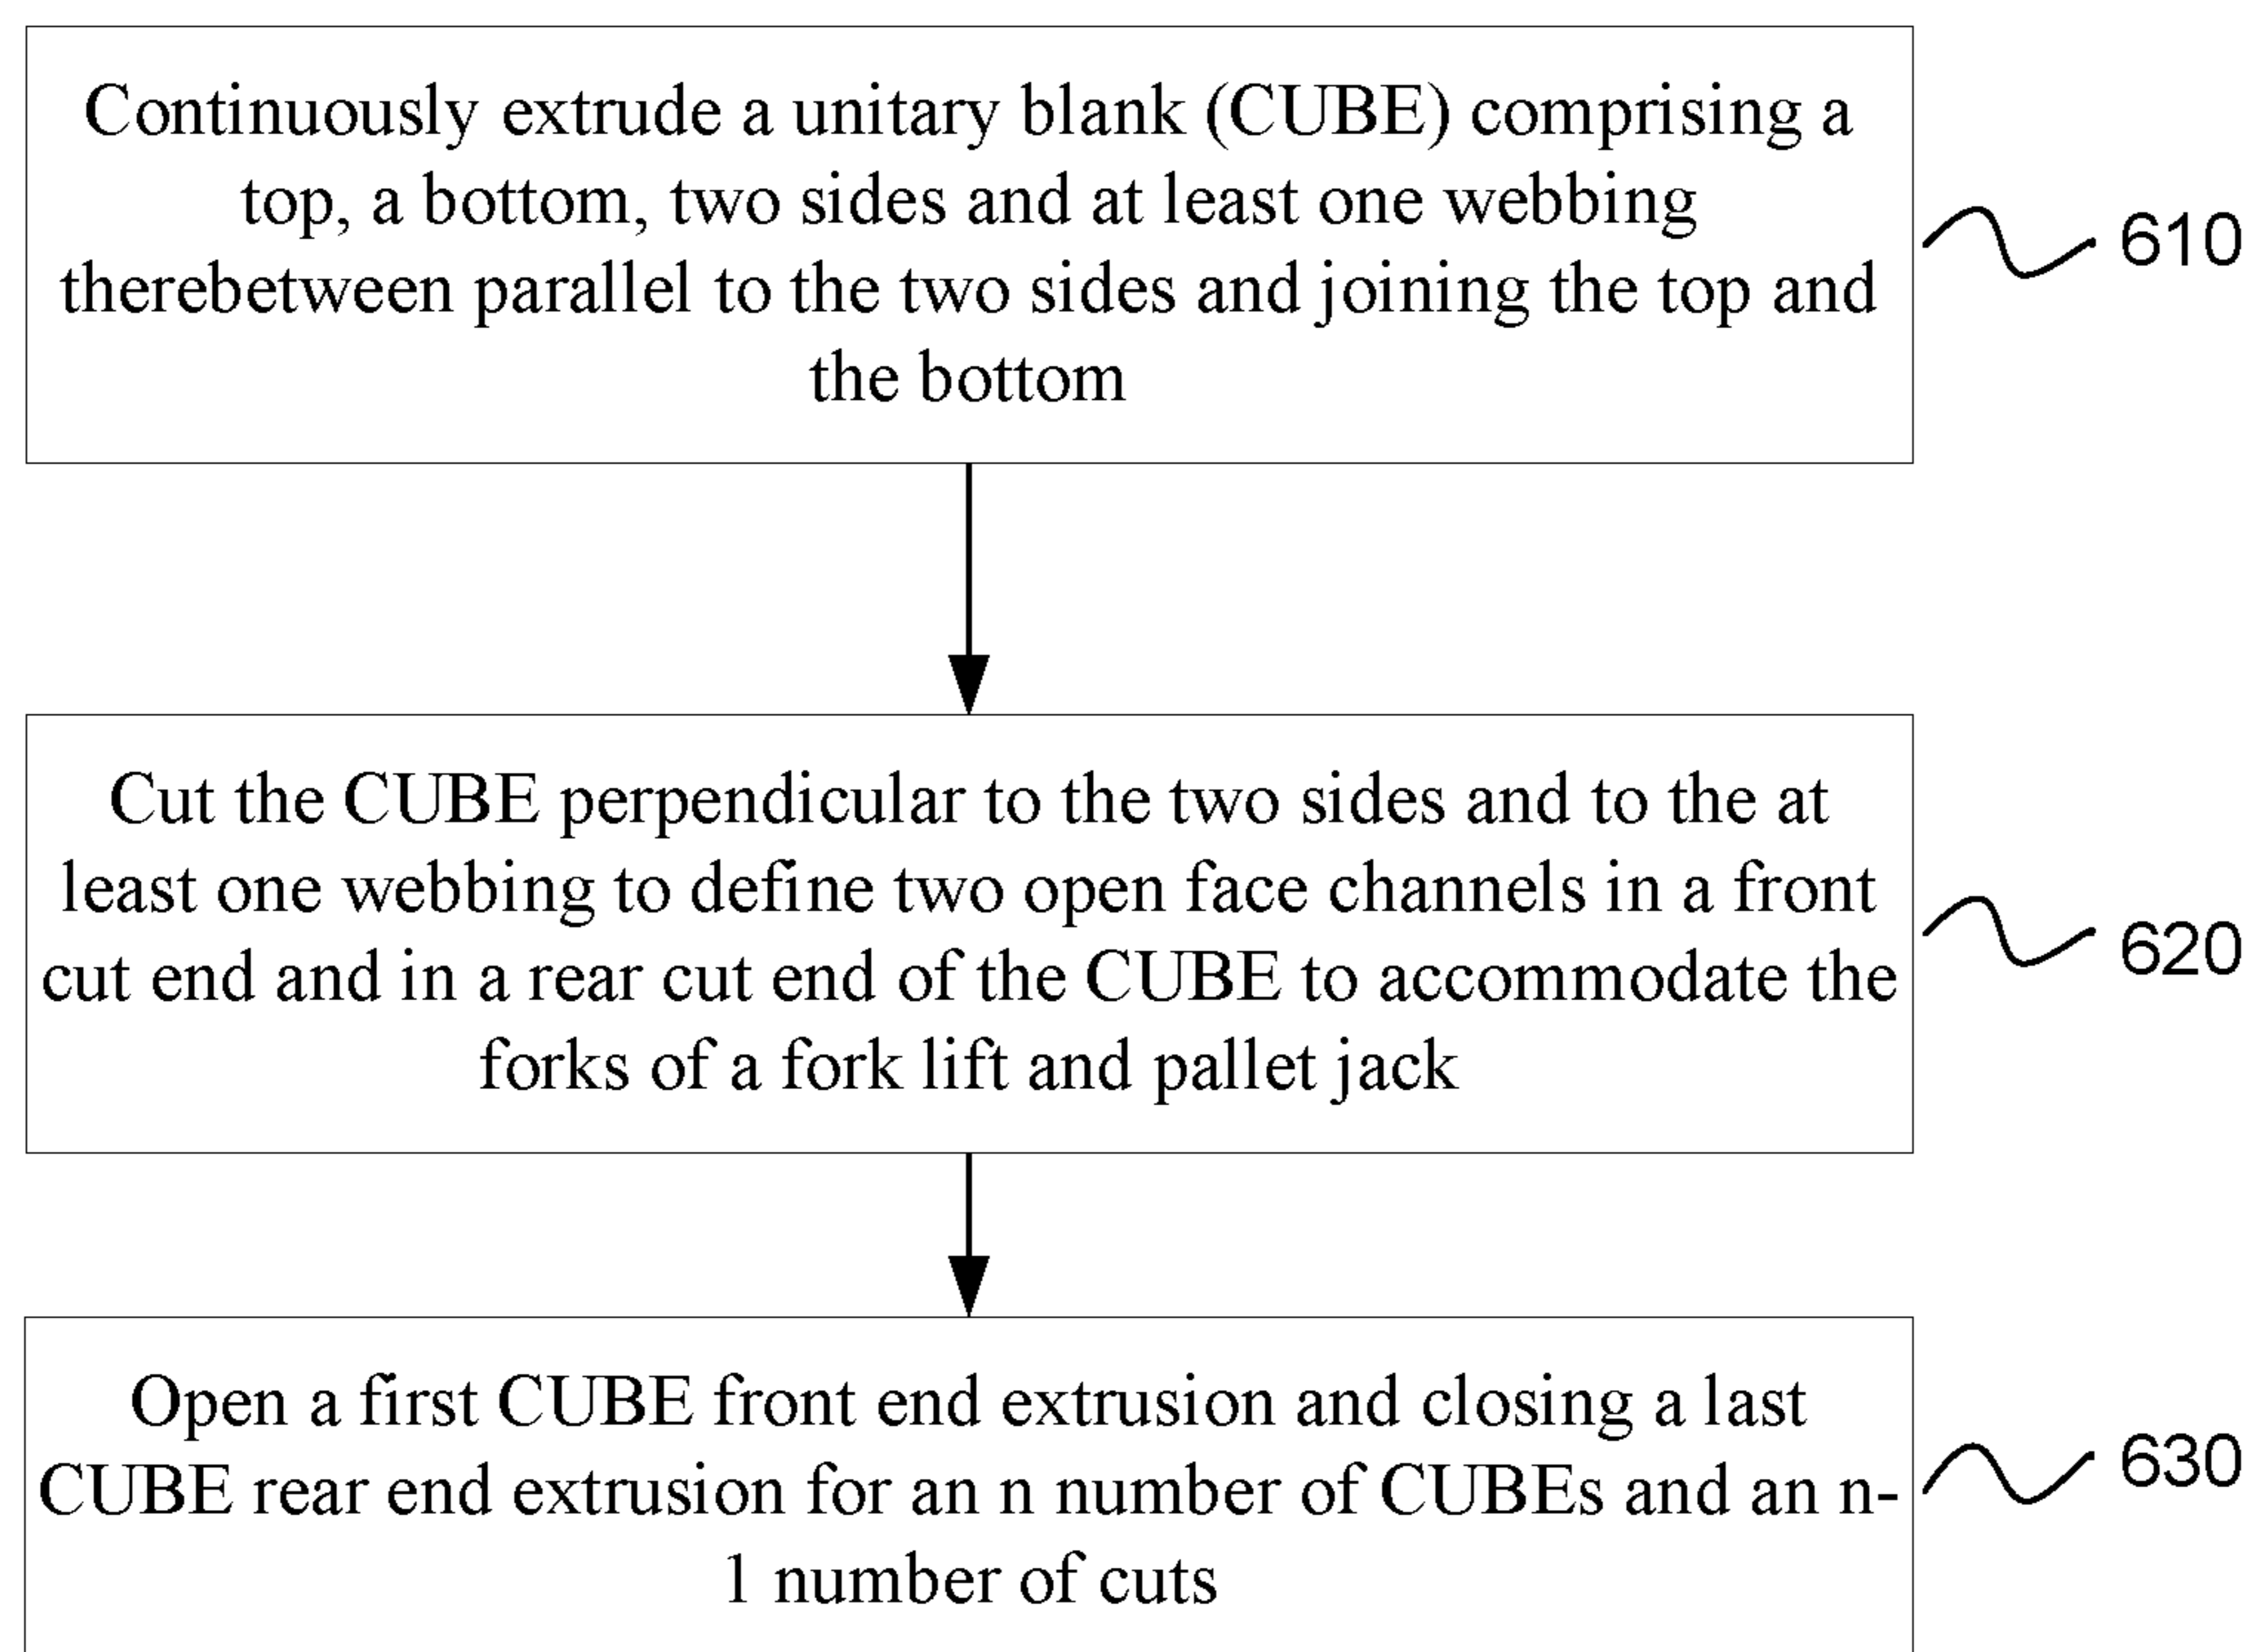 Continuously extrude a unitary blank (CUBE) comprising a
top, a bottom, two sides and at least one webbing
therebetween parallel to the two sides and joining the top and
the bottom
610
Cut the CUBE perpendicular to the two sides and to the at
least one webbing to define two open face channels in a front
cut end and in a rear cut end of the CUBE to accommodate the
forks of a fork lift and pallet jack
620
Open a first CUBE front end extrusion and closing a last
CUBE rear end extrusion for an n number of CUBEs and an n-
1 number of cuts
630